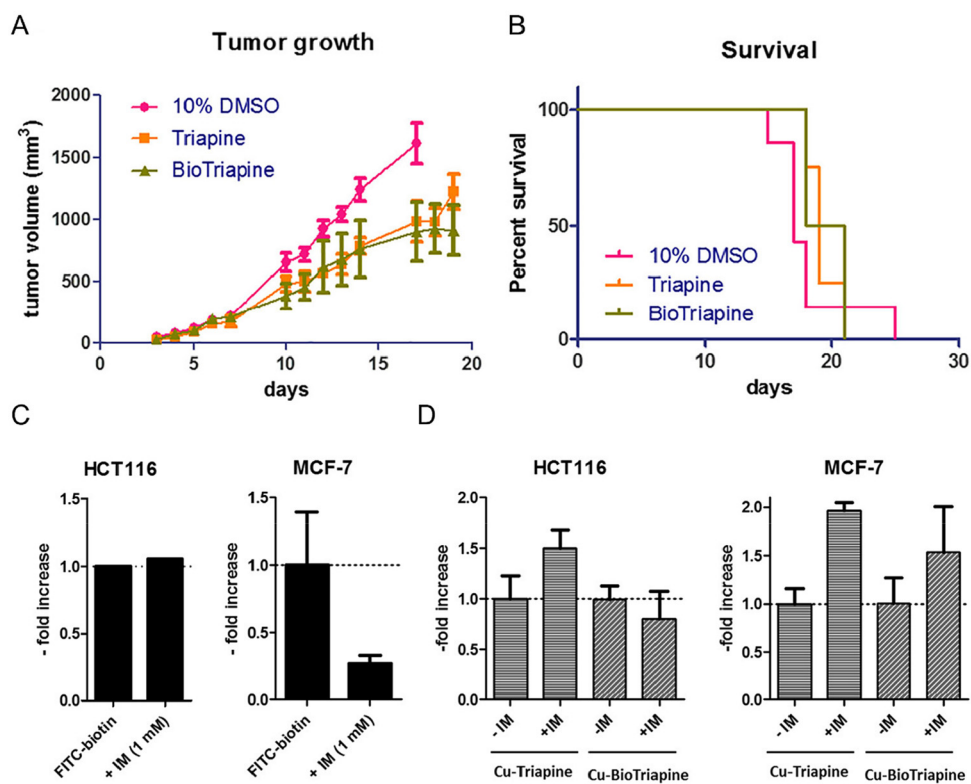 A
Tumor growth
tumor volume (mm³)
2000
1500
1000
500
0
10% DMSO
Triapine
BioTriapine
0
5
10
15
20
days
B
Survival
Percent survival
100
50
0
10% DMSO
Triapine
BioTriapine
0
10
20
30
days
C
HCT116
- fold increase
1.5
1.0
0.5
0.0
FITC-biotin
+ IM (1 mM)
MCF-7
- fold increase
1.5
1.0
0.5
0.0
FITC-biotin
+ IM (1 mM)
D
HCT116
-fold increase
2.0
1.5
1.0
0.5
0.0
- IM
+IM
-IM
+IM
Cu-Triapine
Cu-BioTriapine
MCF-7
-fold increase
2.0
1.5
1.0
0.5
0.0
- IM
+IM
-IM
+IM
Cu-Triapine
Cu-BioTriapine